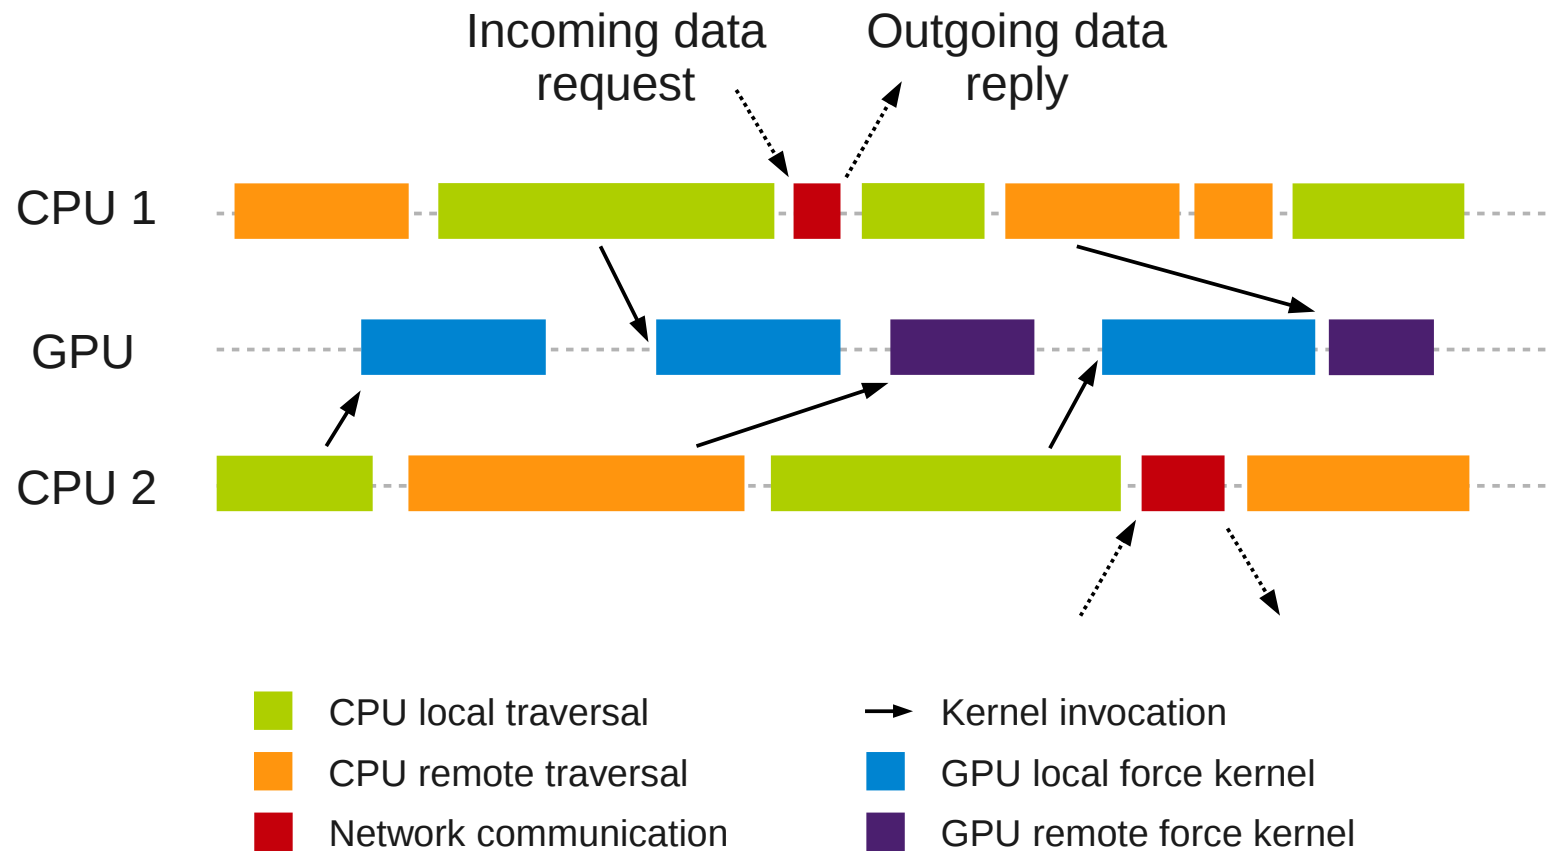 Incoming data
request
Outgoing data
reply
CPU 1
GPU
CPU 2
CPU local traversal
CPU remote traversal
Network communication
Kernel invocation
GPU local force kernel
GPU remote force kernel